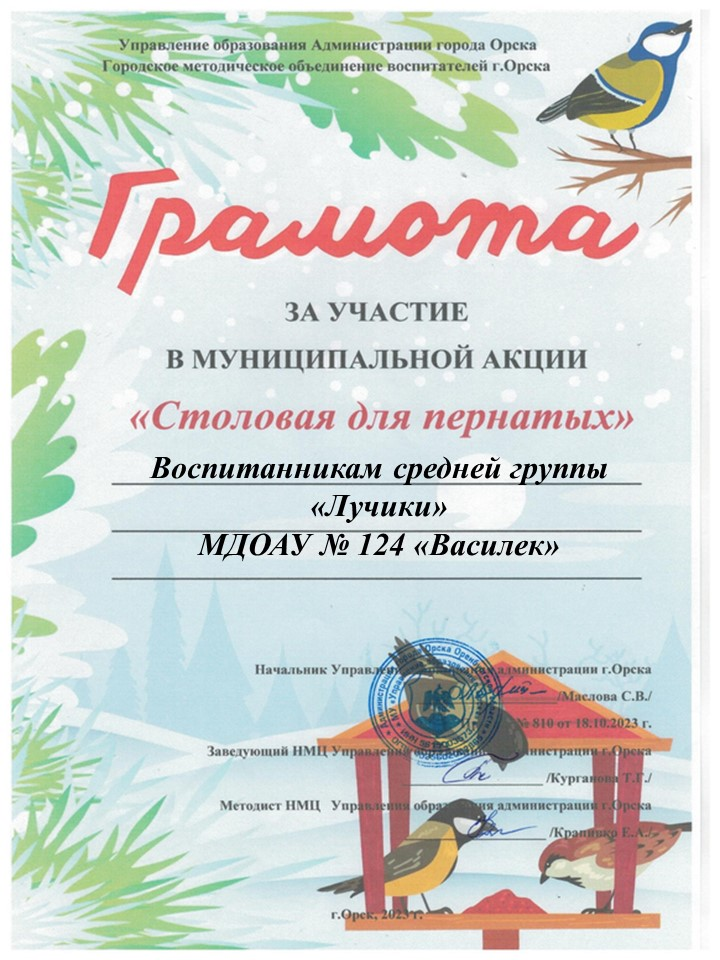 Управление образования Администрации города Орска
Городское методическое объединение воспитателей г.Орска
Грамота
ЗА УЧАСТИЕ
В МУНИЦИПАЛЬНОЙ АКЦИИ
«Столовая для пернатых»
Воспитанникам средней группы
«Лучики»
МДОАУ № 124 «Василек»
Начальник Управления образования администрации г.Орска
/Маслова С.В./
№ 810 от 18.10.2023 г.
Заведующий НМЦ Управления образования администрации г.Орска
/Курганова Т.Г./
Методист НМЦ Управления образования администрации г.Орска
/Крапивко Е.А./
г.Орск, 2023 г.